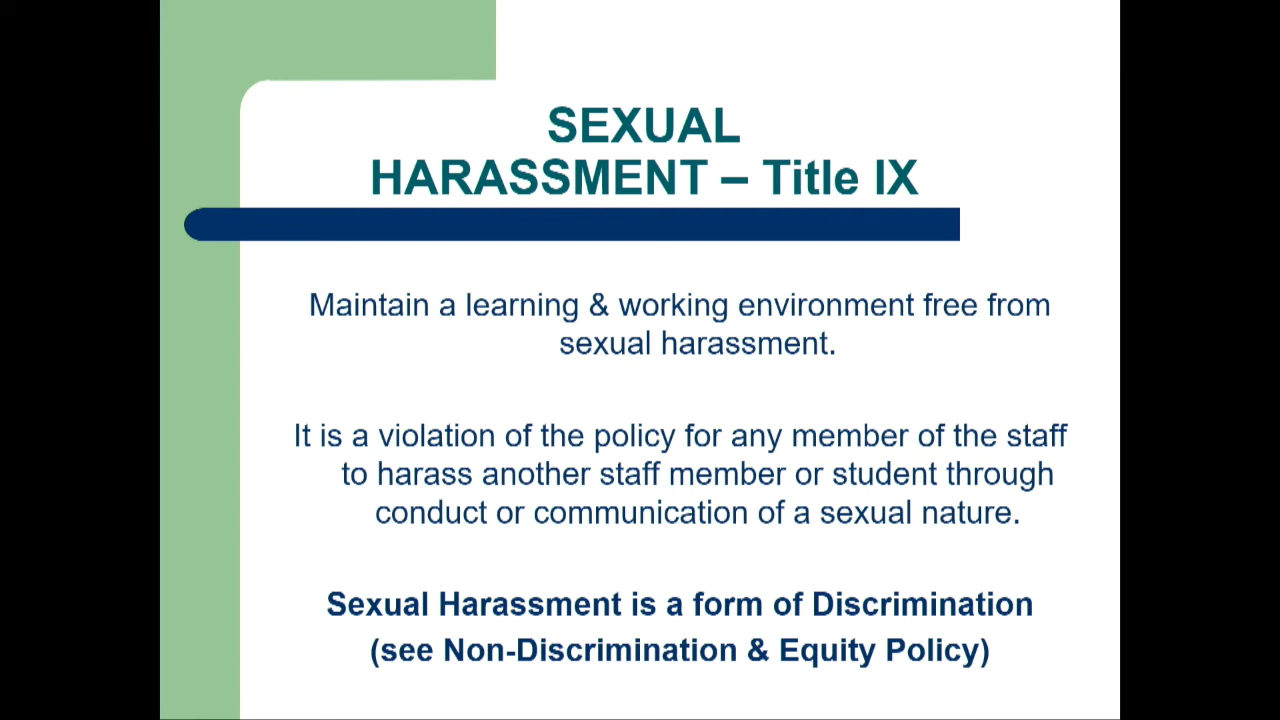 SEXUAL
HARASSMENT – Title IX
Maintain a learning & working environment free from
sexual harassment.
It is a violation of the policy for any member of the staff
to harass another staff member or student through
conduct or communication of a sexual nature.
Sexual Harassment is a form of Discrimination
(see Non-Discrimination & Equity Policy)